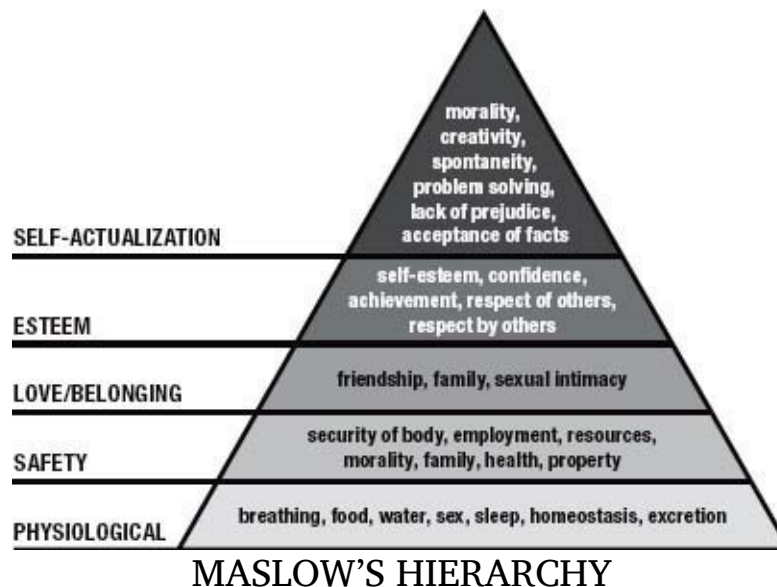 morality,
creativity,
spontaneity,
problem solving,
lack of prejudice,
acceptance of facts
SELF-ACTUALIZATION
self-esteem, confidence,
achievement, respect of others,
respect by others
ESTEEM
friendship, family, sexual intimacy
LOVE/BELONGING
security of body, employment, resources,
morality, family, health, property
SAFETY
breathing, food, water, sex, sleep, homeostasis, excretion
PHYSIOLOGICAL
MASLOW'S HIERARCHY